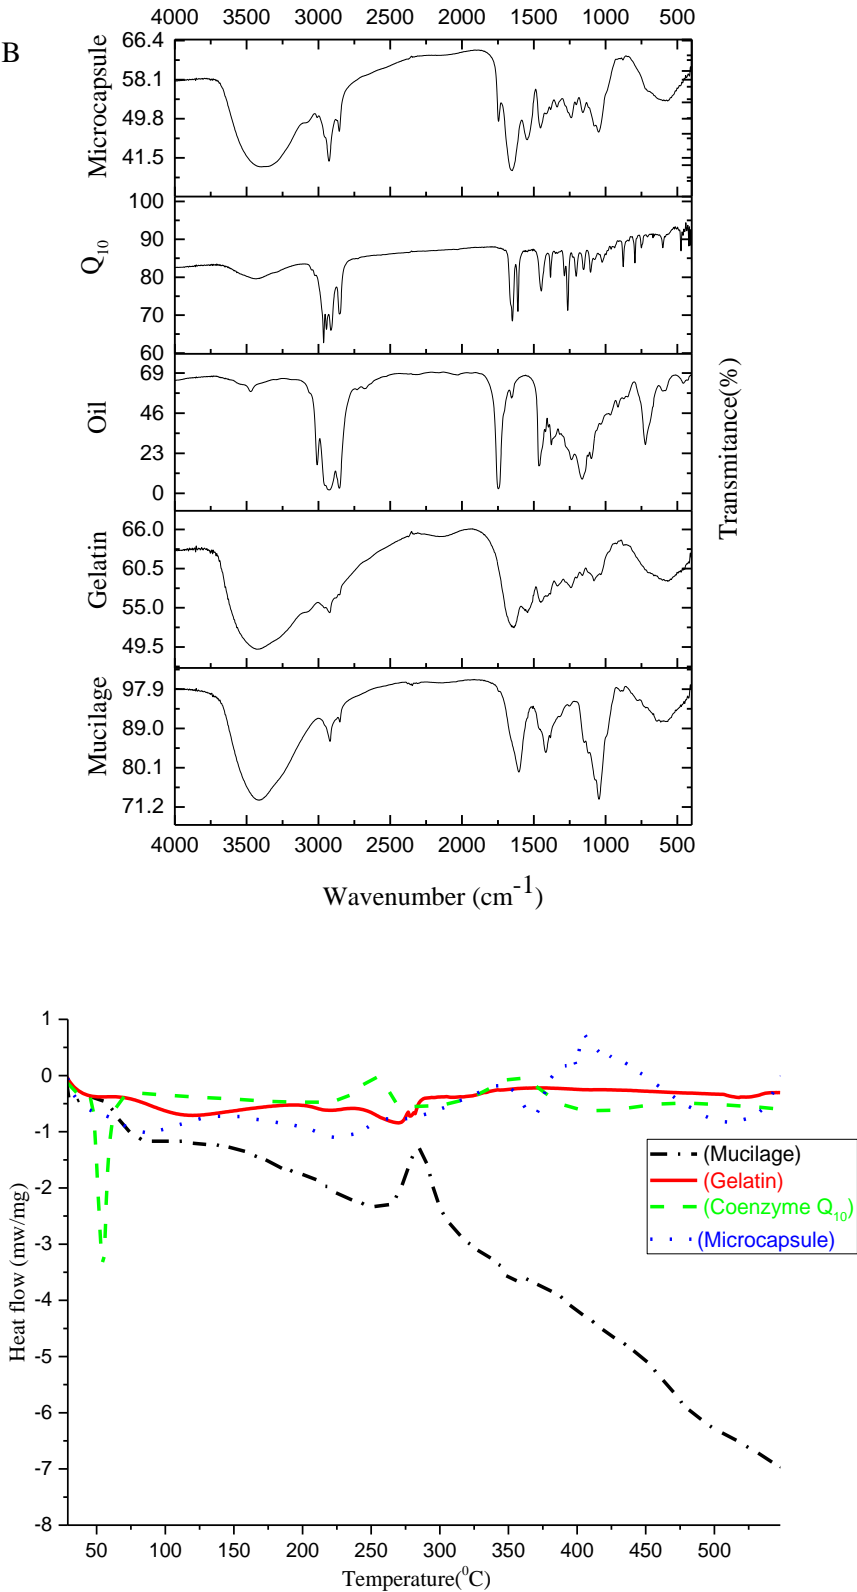 B
4000 3500 3000 2500 2000 1500 1000 500
Microcapsule
66.4
58.1
49.8
41.5
Q10
100
90
80
70
60
Oil
69
46
23
0
Gelatin
66.0
60.5
55.0
49.5
Mucilage
97.9
89.0
80.1
71.2
Transmitance(%)
4000 3500 3000 2500 2000 1500 1000 500
Wavenumber (cm-1)
1
0
-1
-2
-3
-4
-5
-6
-7
-8
Heat flow (mw/mg)
(Mucilage)
(Gelatin)
(Coenzyme Q10)
(Microcapsule)
50 100 150 200 250 300 350 400 450 500
Temperature(0C)